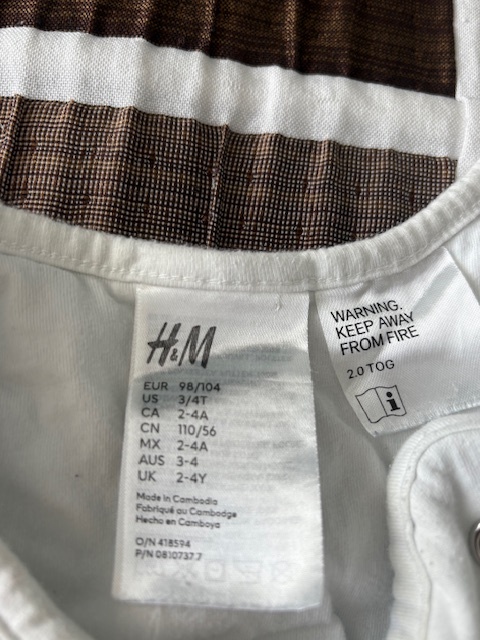 H&M
EUR 98/104
US 3/4T
CA 2-4A
CN 110/56
MX 2-4A
AUS 3-4
UK 2-4Y
Made in Cambodia
Fabriqué au Cambodge
Hecho en Camboya
O/N 418594
P/N 0810737.7
WARNING.
KEEP AWAY
FROM FIRE
2.0 TOG
i